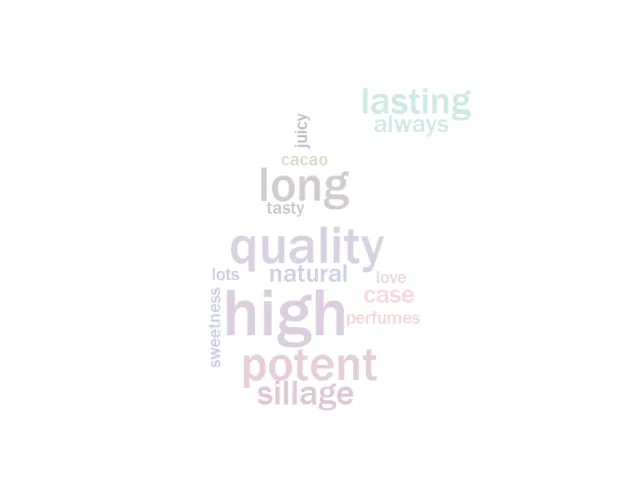 lasting
always
juicy
cacao
long
tasty
quality
lots natural love
sweetness high case
perfumes
potent
sillage